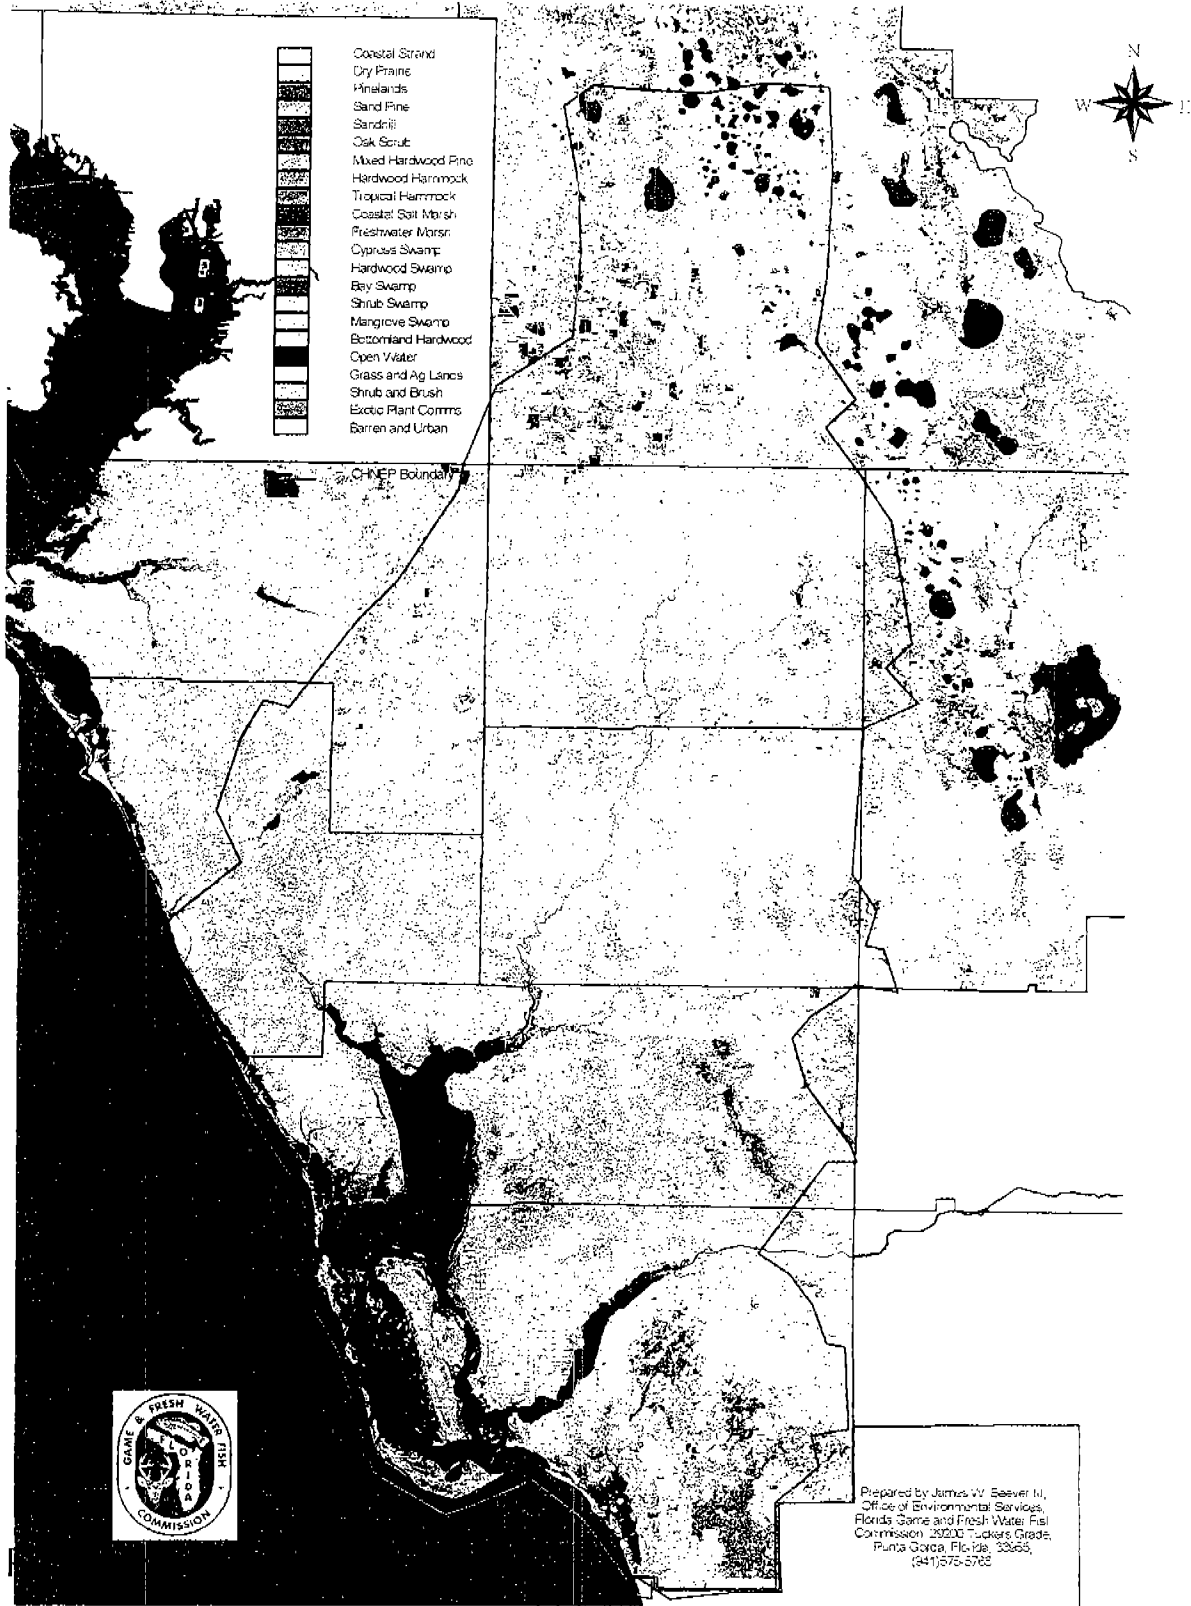 Coastal Strand
Dry Prairie
Pinelands
Sand Pine
Sandhill
Oak Scrub
Mixed Hardwood Pine
Hardwood Hammock
Tropical Hammock
Coastal Salt Marsh
Freshwater Marsh
Cypress Swamp
Hardwood Swamp
Bay Swamp
Shrub Swamp
Mangrove Swamp
Bottomland Hardwood
Open Water
Grass and Ag Lands
Shrub and Brush
Exotic Plant Comms
Barren and Urban
CHNEP Boundary
N
W
E
S
GAME & FRESH WATER FISH
FLORIDA
COMMISSION
Prepared by James W. Beever III,
Office of Environmental Services,
Florida Game and Fresh Water Fish
Commission, 29200 Tuckers Grade,
Punta Gorda, Florida, 33955,
(941)575-5765